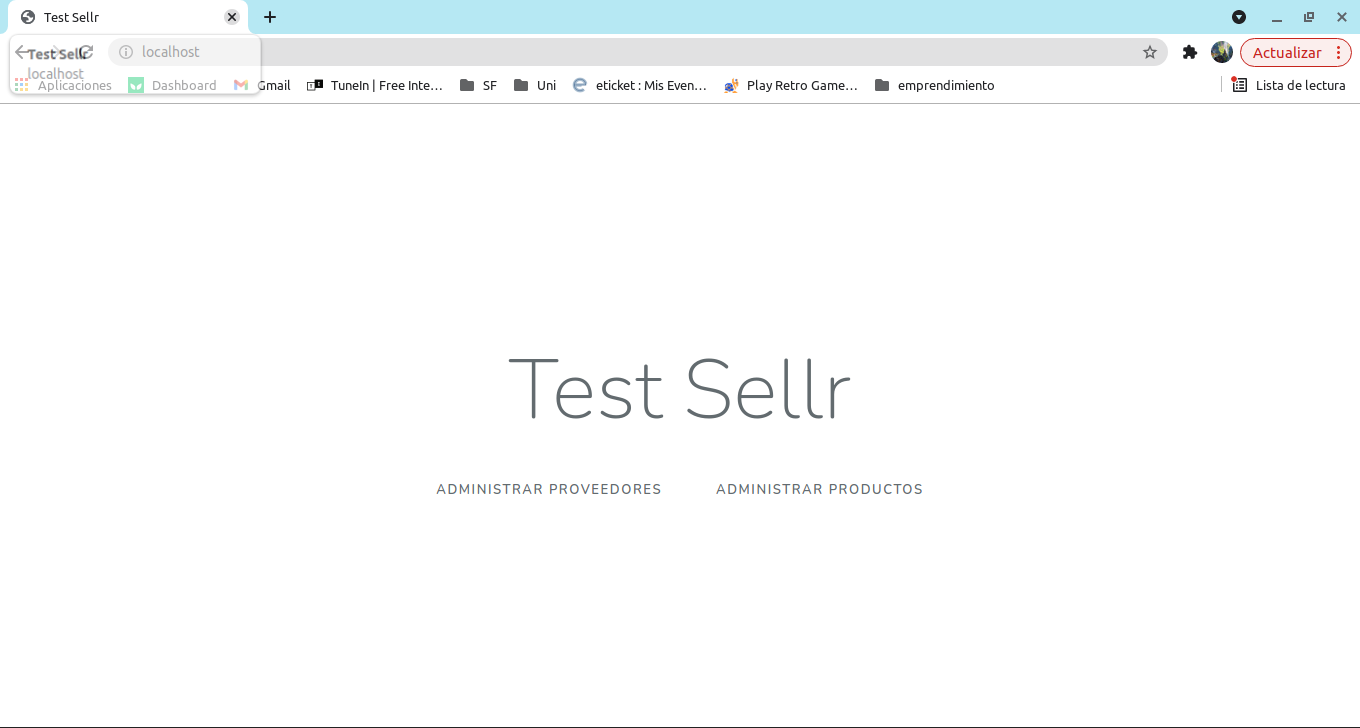 Test Sellr
localhost
Actualizar
Test Sellr
localhost
Aplicaciones
Dashboard
Gmail
TuneIn | Free Inte…
SF
Uni
eticket : Mis Even…
Play Retro Game…
emprendimiento
Lista de lectura
Test Sellr
ADMINISTRAR PROVEEDORES
ADMINISTRAR PRODUCTOS